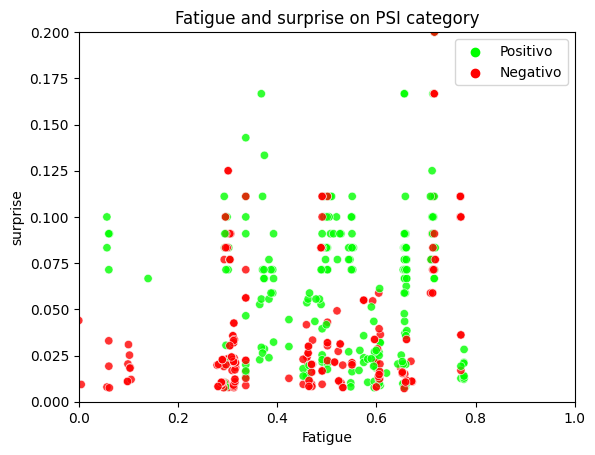 Fatigue and surprise on PSI category
Positivo
Negativo
0.200
0.175
0.150
0.125
0.100
0.075
0.050
0.025
0.000
surprise
0.0 0.2 0.4 0.6 0.8 1.0
Fatigue